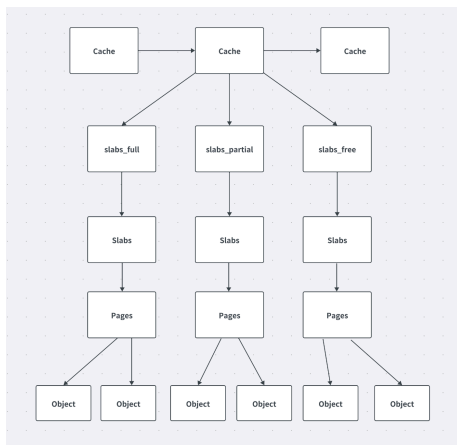 Cache
Cache
Cache
slabs_full
slabs_partial
slabs_free
Slabs
Slabs
Slabs
Pages
Pages
Pages
Object
Object
Object
Object
Object
Object